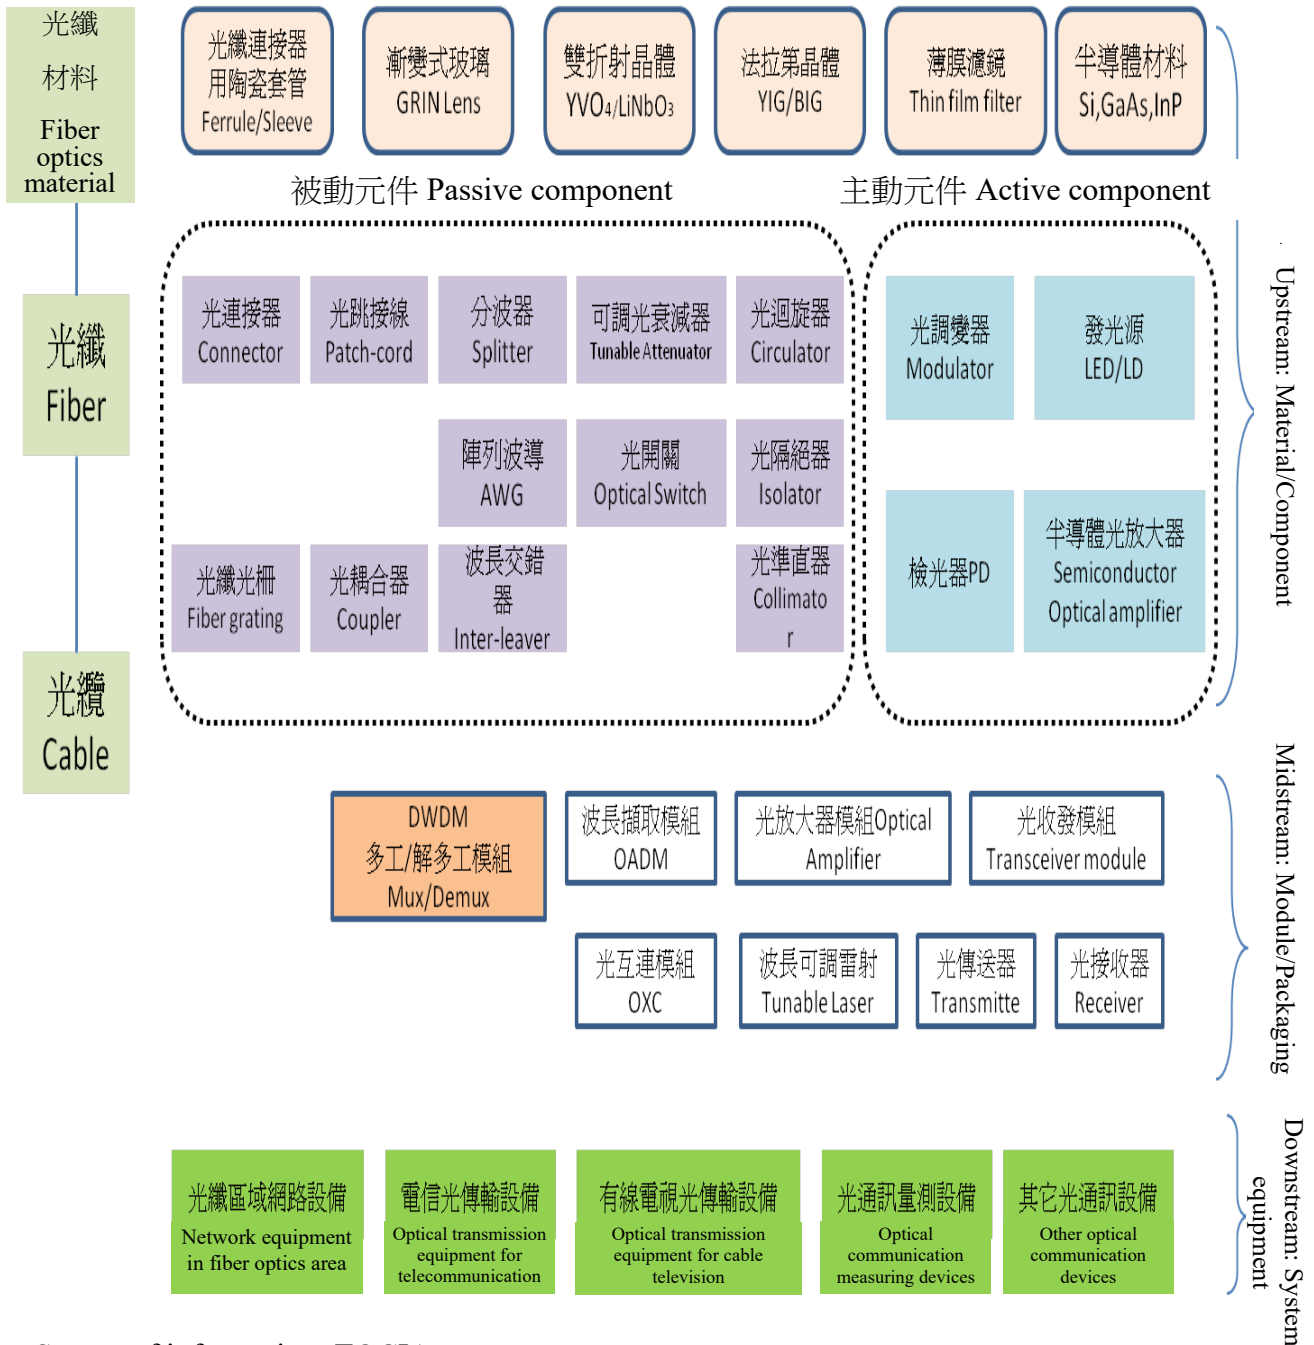 光纖
材料
Fiber
optics
material
光纖連接器
用陶瓷套管
Ferrule/Sleeve
漸變式玻璃
GRIN Lens
雙折射晶體
YVO4/LiNbO3
法拉第晶體
YIG/BIG
薄膜濾鏡
Thin film filter
半導體材料
Si,GaAs,InP
被動元件 Passive component
主動元件 Active component
光纖
Fiber
光連接器
Connector
光跳接線
Patch-cord
分波器
Splitter
可調光衰減器
Tunable Attenuator
光迴旋器
Circulator
光調變器
Modulator
發光源
LED/LD
陣列波導
AWG
光開關
Optical Switch
光隔絕器
Isolator
光纖光柵
Fiber grating
光耦合器
Coupler
波長交錯
器
Inter-leaver
光準直器
Collimato
r
檢光器PD
半導體光放大器
Semiconductor
Optical amplifier
Upstream: Material/Component
光纜
Cable
DWDM
多工/解多工模組
Mux/Demux
波長擷取模組
OADM
光放大器模組Optical
Amplifier
光收發模組
Transceiver module
光互連模組
OXC
波長可調雷射
Tunable Laser
光傳送器
Transmitte
光接收器
Receiver
Midstream: Module/Packaging
光纖區域網路設備
Network equipment
in fiber optics area
電信光傳輸設備
Optical transmission
equipment for
telecommunication
有線電視光傳輸設備
Optical transmission
equipment for cable
television
光通訊量測設備
Optical
communication
measuring devices
其它光通訊設備
Other optical
communication
devices
Downstream: System
equipment